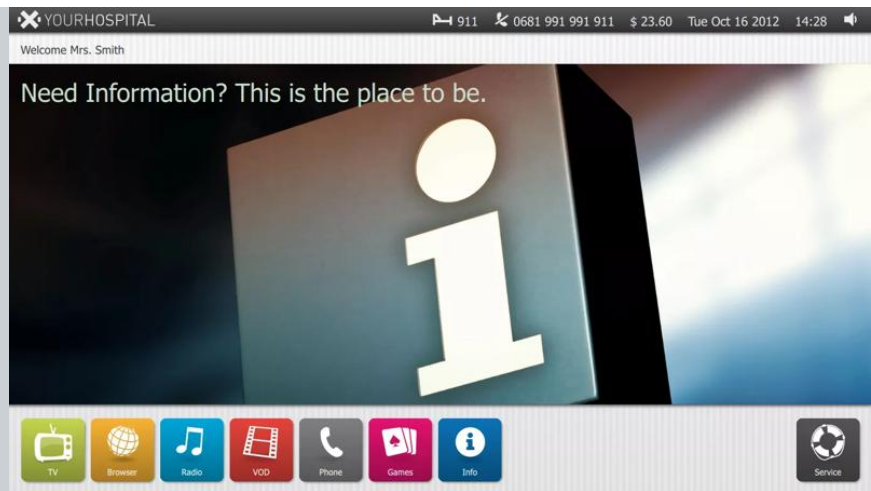 YOURHOSPITAL 911 0681 991 991 911 $ 23.60 Tue Oct 16 2012 14:28
Welcome Mrs. Smith
Need Information? This is the place to be.
i
TV Browser Radio VOD Phone Games Info Service